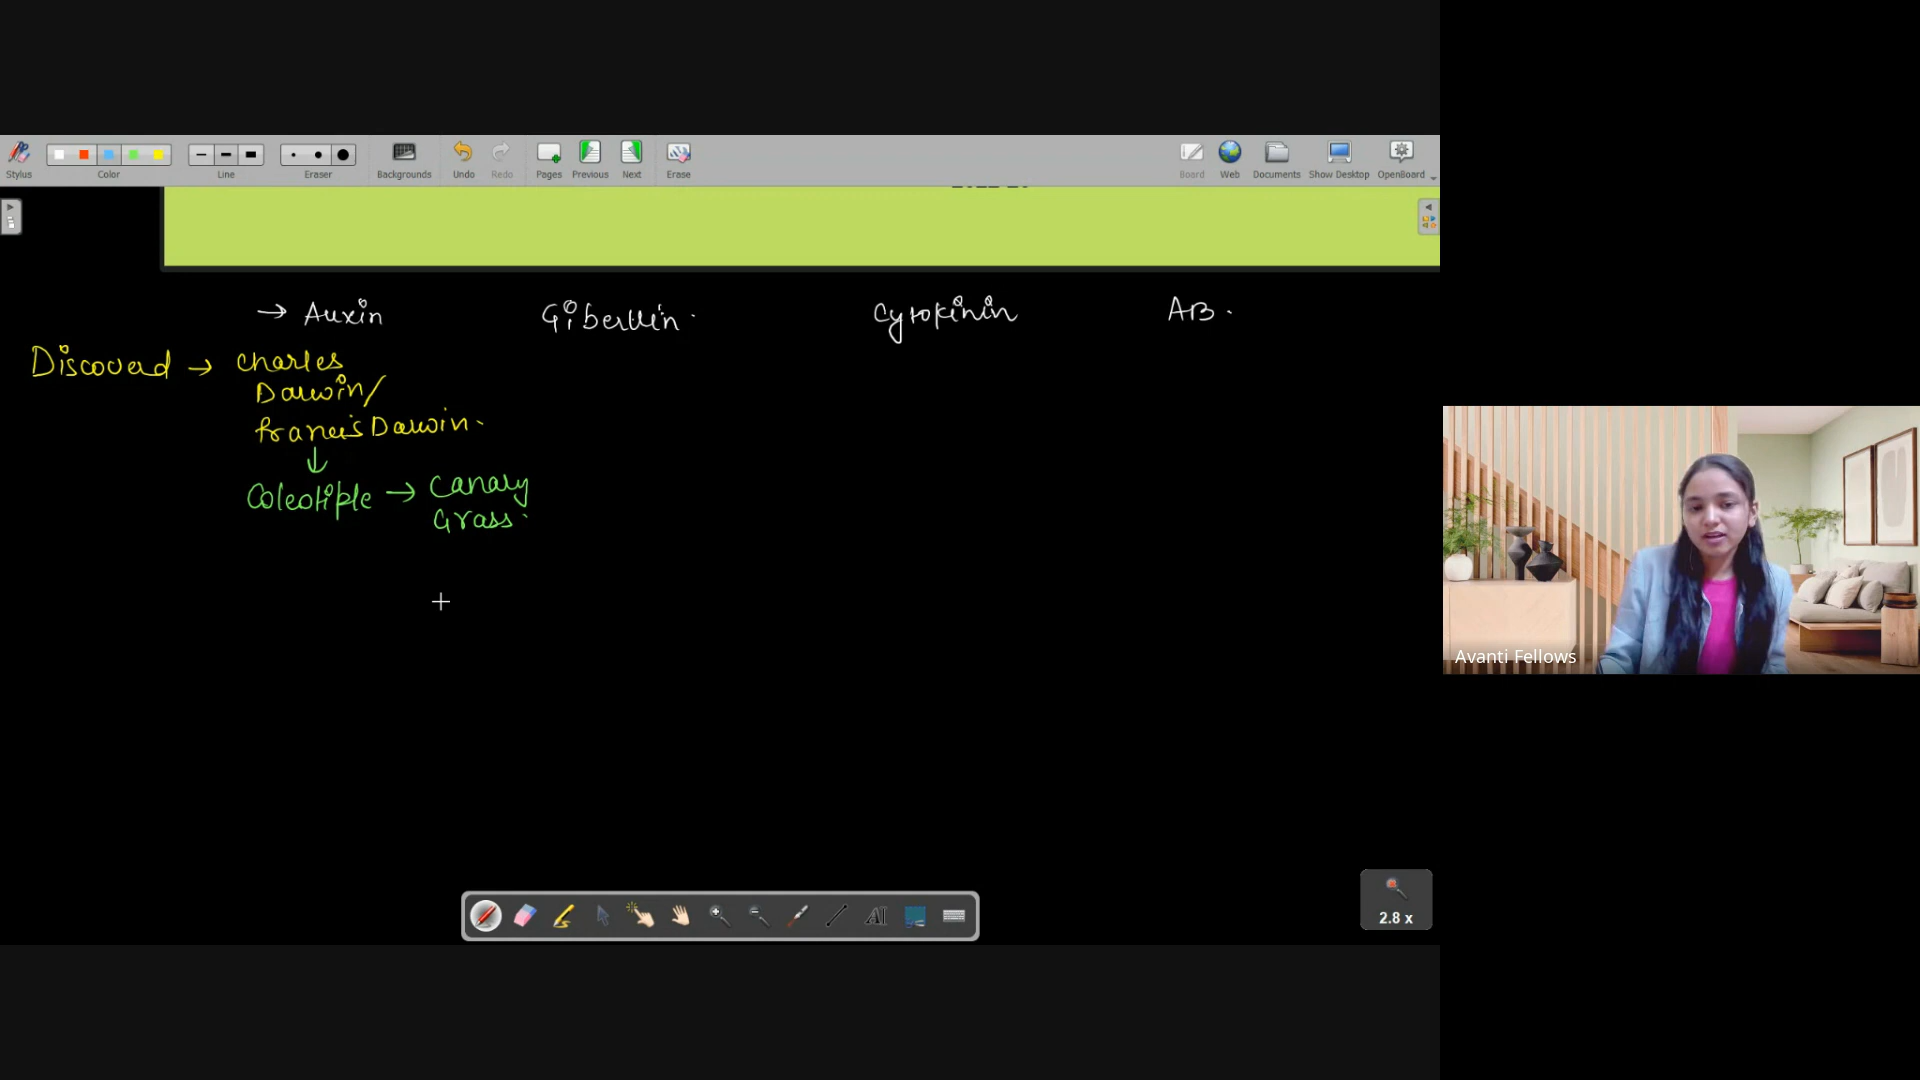 Stylus Color Line Eraser Backgrounds Undo Redo Pages Previous Next Erase Board Web Documents Show Desktop OpenBoard
→ Auxin Giberllin. Cytokinin AB.
Discoverd → Charles
Darwin/
Francis Darwin.
↓
Coleotiple → Canary
Grass.
Avanti Fellows
2.8 x